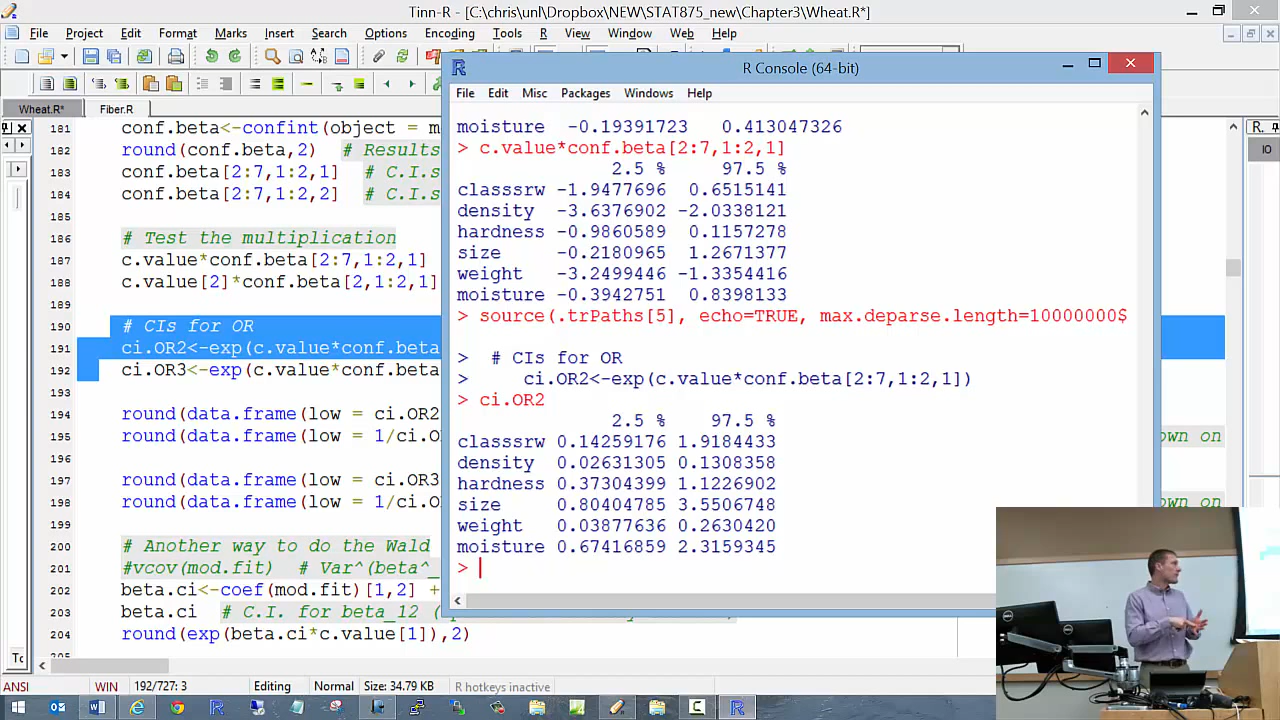 Tinn-R - [C:\chris\unl\Dropbox\NEW\STAT875_new\Chapter3\Wheat.R*]
File Project Edit Format Marks Insert Search Options Encoding Tools R View Window Web Help
Wheat.R* Fiber.R
R Console (64-bit)
File Edit Misc Packages Windows Help
181 conf.beta<-confint(object = m
182 round(conf.beta,2) # Results
183 conf.beta[2:7,1:2,1] # C.I.s
184 conf.beta[2:7,1:2,2] # C.I.s
185
186 # Test the multiplication
187 c.value*conf.beta[2:7,1:2,1]
188 c.value[2]*conf.beta[2,1:2,1]
189
190 # CIs for OR
191 ci.OR2<-exp(c.value*conf.beta
192 ci.OR3<-exp(c.value*conf.beta
193
194 round(data.frame(low = ci.OR2
195 round(data.frame(low = 1/ci.O
own on
196
197 round(data.frame(low = ci.OR3
198 round(data.frame(low = 1/ci.O
own on
199
200 # Another way to do the Wald
201 #vcov(mod.fit) # Var^(beta^_
202 beta.ci<-coef(mod.fit)[1,2] +
203 beta.ci # C.I. for beta_12 (
204 round(exp(beta.ci*c.value[1]),2)
205
moisture -0.19391723 0.413047326
> c.value*conf.beta[2:7,1:2,1]
2.5 % 97.5 %
classsrw -1.9477696 0.6515141
density -3.6376902 -2.0338121
hardness -0.9860589 0.1157278
size -0.2180965 1.2671377
weight -3.2499446 -1.3354416
moisture -0.3942751 0.8398133
> source(.trPaths[5], echo=TRUE, max.deparse.length=10000000$
> # CIs for OR
> ci.OR2<-exp(c.value*conf.beta[2:7,1:2,1])
> ci.OR2
2.5 % 97.5 %
classsrw 0.14259176 1.9184433
density 0.02631305 0.1308358
hardness 0.37304399 1.1226902
size 0.80404785 3.5506748
weight 0.03877636 0.2630420
moisture 0.67416859 2.3159345
>
R.
IO
To
ANSI WIN 192/727: 3 Editing Normal Size: 34.79 KB R hotkeys inactive